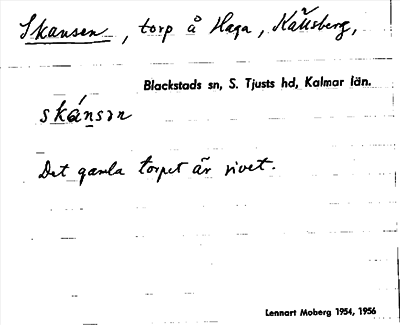 Skansen, torp å Haga, Källsberg,
Blackstads sn, S. Tjusts hd, Kalmar län.
skánsən
Det gamla torpet är rivet.
Lennart Moberg 1954, 1956